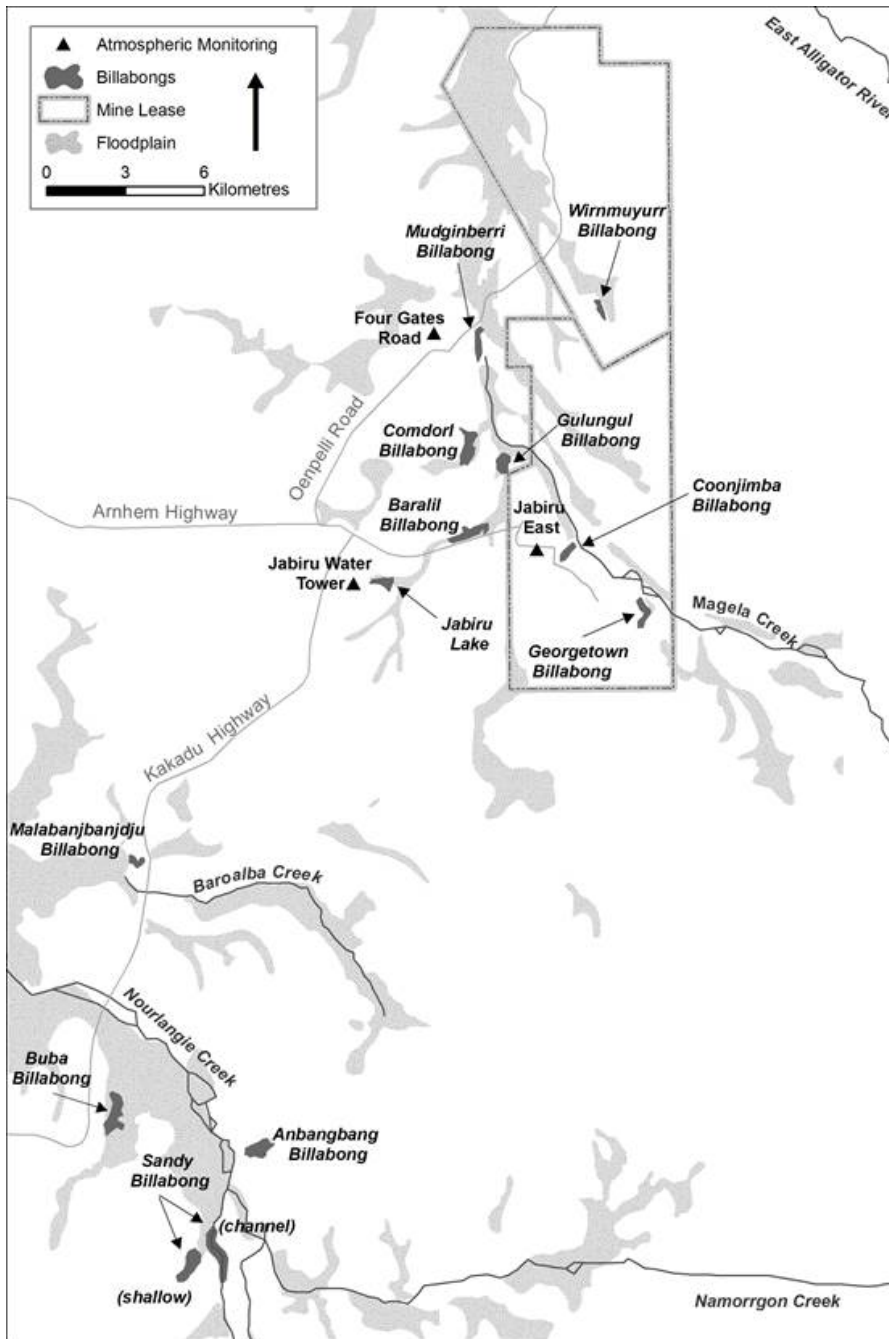 Atmospheric Monitoring
Billabongs
Mine Lease
Floodplain
0 3 6
Kilometres
East Alligator River
Wirnmuyurr
Billabong
Mudginberri
Billabong
Four Gates
Road
Oenpelli Road
Comdorl
Billabong
Gulungul
Billabong
Arnhem Highway
Baralil
Billabong
Jabiru
East
Coonjimba
Billabong
Jabiru Water
Tower
Jabiru
Lake
Magela Creek
Georgetown
Billabong
Kakadu Highway
Malabanjbanjdju
Billabong
Baroalba Creek
Nourlangie Creek
Buba
Billabong
Anbangbang
Billabong
Sandy
Billabong
(channel)
(shallow)
Namorrgon Creek